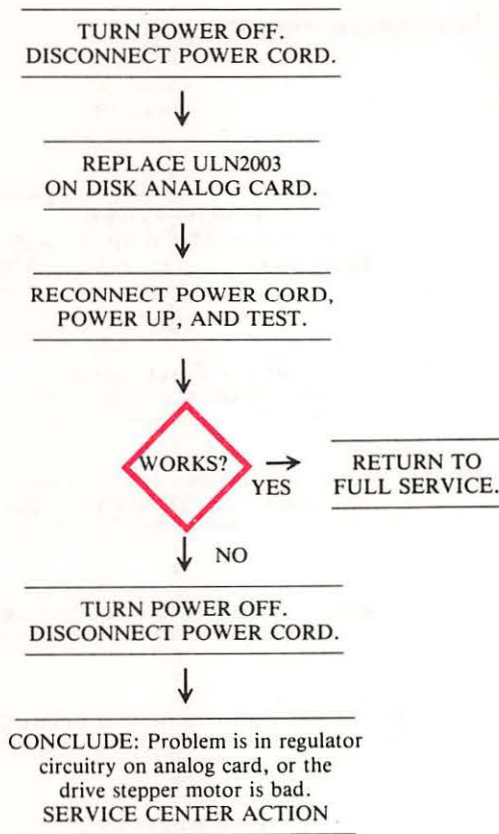 TURN POWER OFF.
DISCONNECT POWER CORD.
REPLACE ULN2003
ON DISK ANALOG CARD.
RECONNECT POWER CORD,
POWER UP, AND TEST.
WORKS?
YES
RETURN TO
FULL SERVICE.
NO
TURN POWER OFF.
DISCONNECT POWER CORD.
CONCLUDE: Problem is in regulator
circuitry on analog card, or the
drive stepper motor is bad.
SERVICE CENTER ACTION